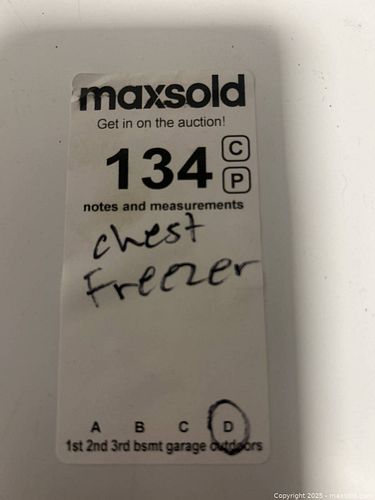 maxsold
Get in on the auction!
134 C
P
notes and measurements
chest
Freezer
A B C D
1st 2nd 3rd bsmt garage outdoors
Copyright 2025 - maxsold.com